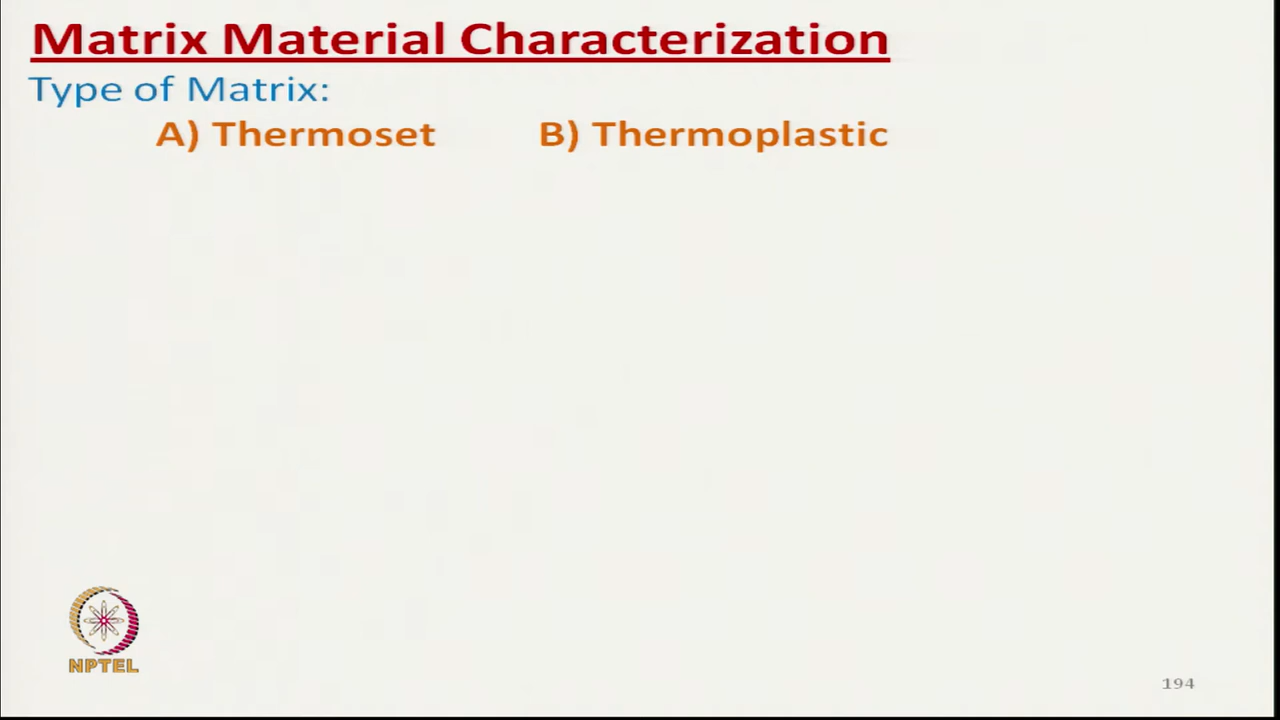 Matrix Material Characterization
Type of Matrix:
A) Thermoset B) Thermoplastic
NPTEL
194